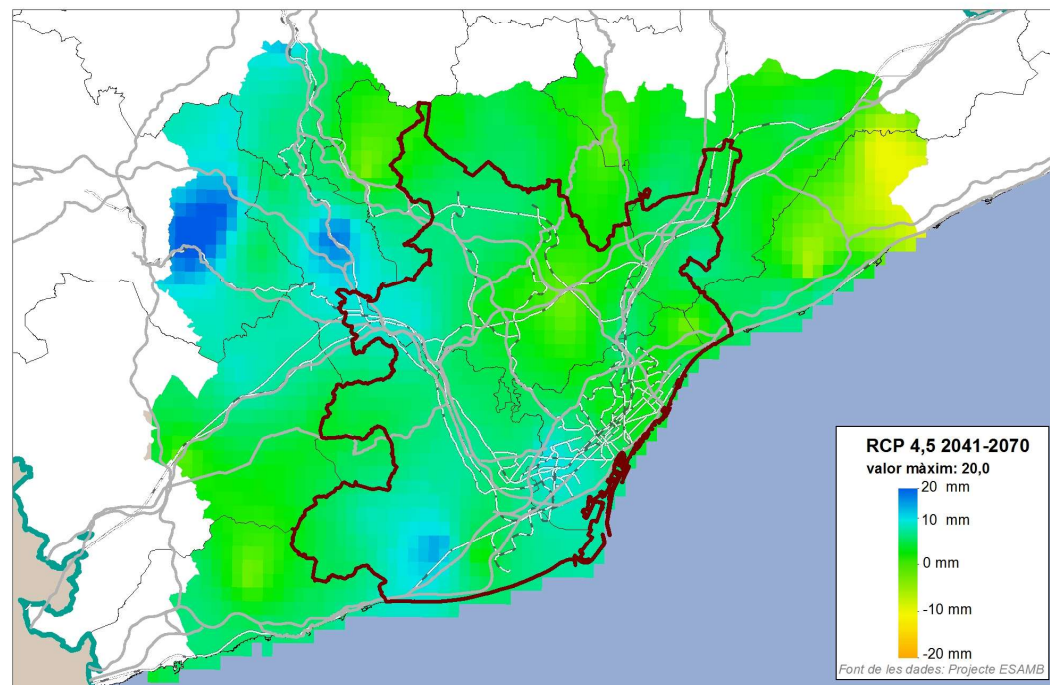 RCP 4,5 2041-2070
valor màxim: 20,0
20 mm
10 mm
0 mm
-10 mm
-20 mm
Font de les dades: Projecte ESAMB